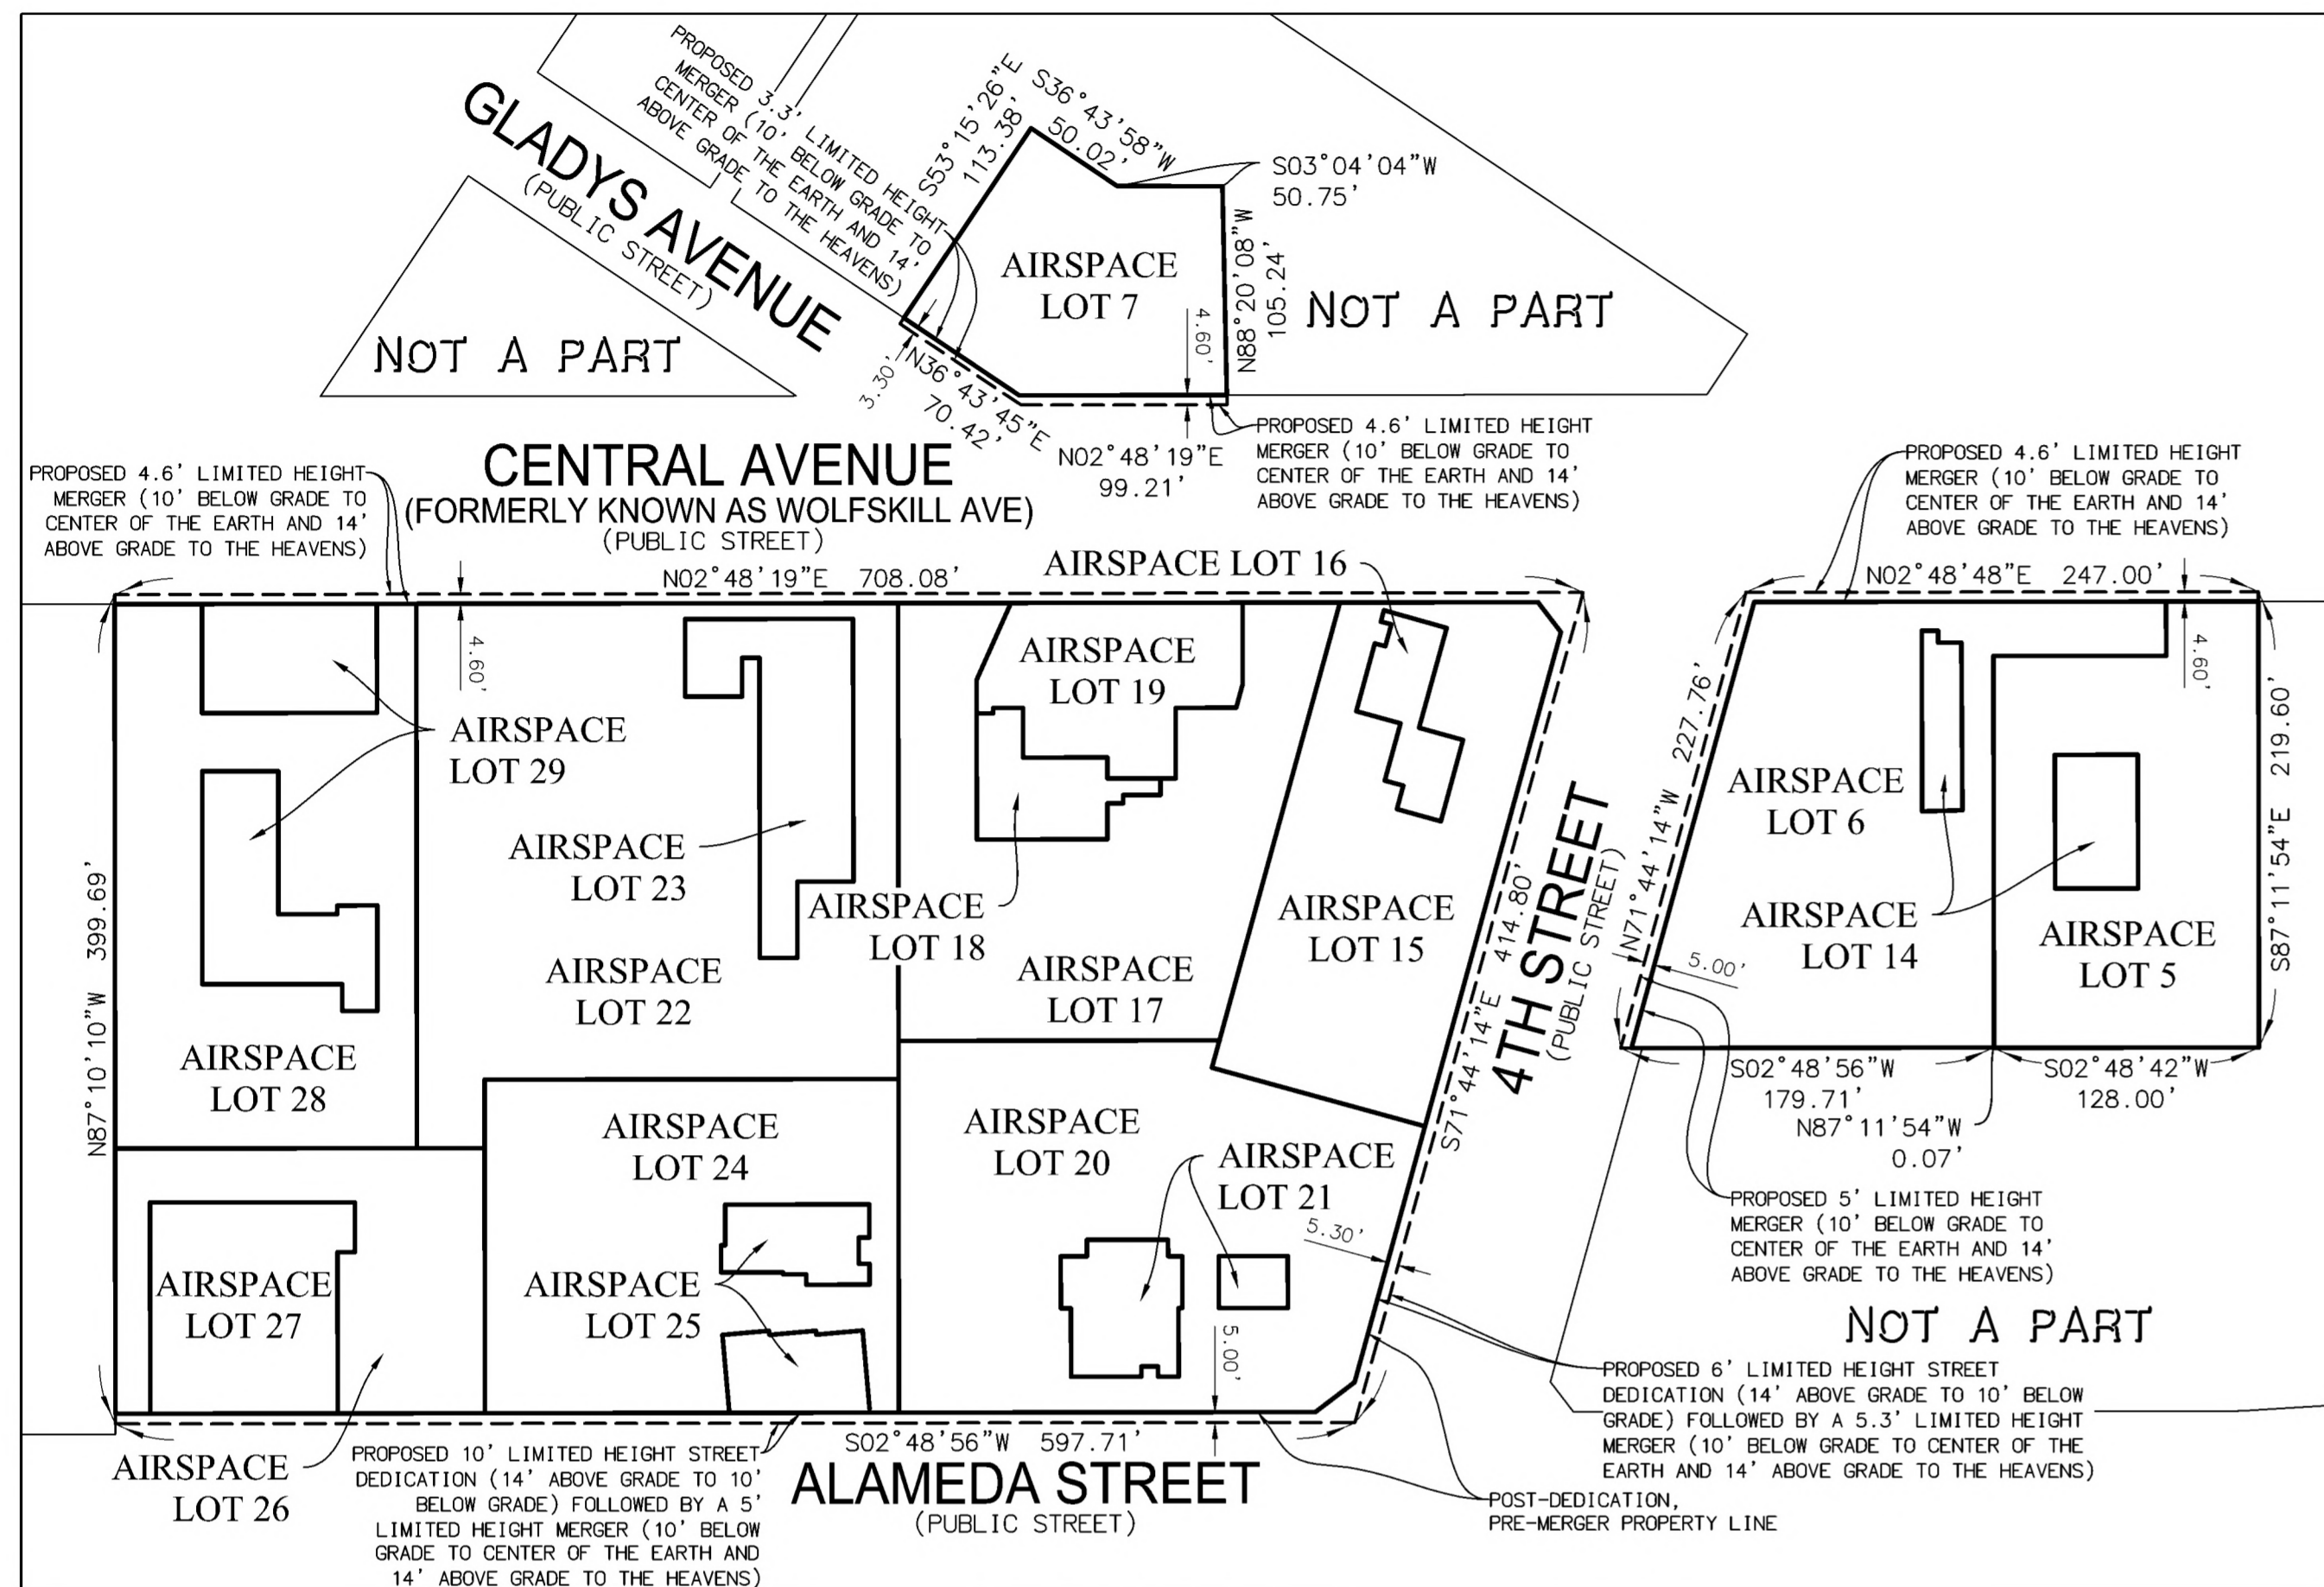 PROPOSED 3.3' LIMITED HEIGHT
MERGER (10' BELOW GRADE TO
CENTER OF THE EARTH AND 14'
ABOVE GRADE TO THE HEAVENS)
S53°15'26"E
113.38'
S36°43'58"W
50.02'
S03°04'04"W
50.75'
GLADYS AVENUE
(PUBLIC STREET)
AIRSPACE
LOT 7
4.60'
N88°20'08"W
105.24'
NOT A PART
NOT A PART
3.30'
N36°43'45"E
70.42'
N02°48'19"E
99.21'
PROPOSED 4.6' LIMITED HEIGHT
MERGER (10' BELOW GRADE TO
CENTER OF THE EARTH AND 14'
ABOVE GRADE TO THE HEAVENS)
PROPOSED 4.6' LIMITED HEIGHT
MERGER (10' BELOW GRADE TO
CENTER OF THE EARTH AND 14'
ABOVE GRADE TO THE HEAVENS)
CENTRAL AVENUE
(FORMERLY KNOWN AS WOLFSKILL AVE)
(PUBLIC STREET)
PROPOSED 4.6' LIMITED HEIGHT
MERGER (10' BELOW GRADE TO
CENTER OF THE EARTH AND 14'
ABOVE GRADE TO THE HEAVENS)
N02°48'19"E 708.08'
AIRSPACE LOT 16
N02°48'48"E 247.00'
4.60'
AIRSPACE
LOT 19
4.60'
AIRSPACE
LOT 29
AIRSPACE
LOT 23
AIRSPACE
LOT 18
AIRSPACE
LOT 22
AIRSPACE
LOT 17
AIRSPACE
LOT 15
S71°44'14"E 414.80'
4TH STREET
(PUBLIC STREET)
N71°44'14"W 227.76'
5.00'
AIRSPACE
LOT 6
AIRSPACE
LOT 14
AIRSPACE
LOT 5
S87°11'54"E 219.60'
N87°10'10"W 399.69'
AIRSPACE
LOT 28
S02°48'56"W
179.71'
S02°48'42"W
128.00'
N87°11'54"W
0.07'
AIRSPACE
LOT 24
AIRSPACE
LOT 20
AIRSPACE
LOT 21
5.30'
PROPOSED 5' LIMITED HEIGHT
MERGER (10' BELOW GRADE TO
CENTER OF THE EARTH AND 14'
ABOVE GRADE TO THE HEAVENS)
AIRSPACE
LOT 27
AIRSPACE
LOT 25
5.00'
NOT A PART
PROPOSED 6' LIMITED HEIGHT STREET
DEDICATION (14' ABOVE GRADE TO 10' BELOW
GRADE) FOLLOWED BY A 5.3' LIMITED HEIGHT
MERGER (10' BELOW GRADE TO CENTER OF THE
EARTH AND 14' ABOVE GRADE TO THE HEAVENS)
AIRSPACE
LOT 26
PROPOSED 10' LIMITED HEIGHT STREET
DEDICATION (14' ABOVE GRADE TO 10'
BELOW GRADE) FOLLOWED BY A 5'
LIMITED HEIGHT MERGER (10' BELOW
GRADE TO CENTER OF THE EARTH AND
14' ABOVE GRADE TO THE HEAVENS)
S02°48'56"W 597.71'
ALAMEDA STREET
(PUBLIC STREET)
POST-DEDICATION,
PRE-MERGER PROPERTY LINE